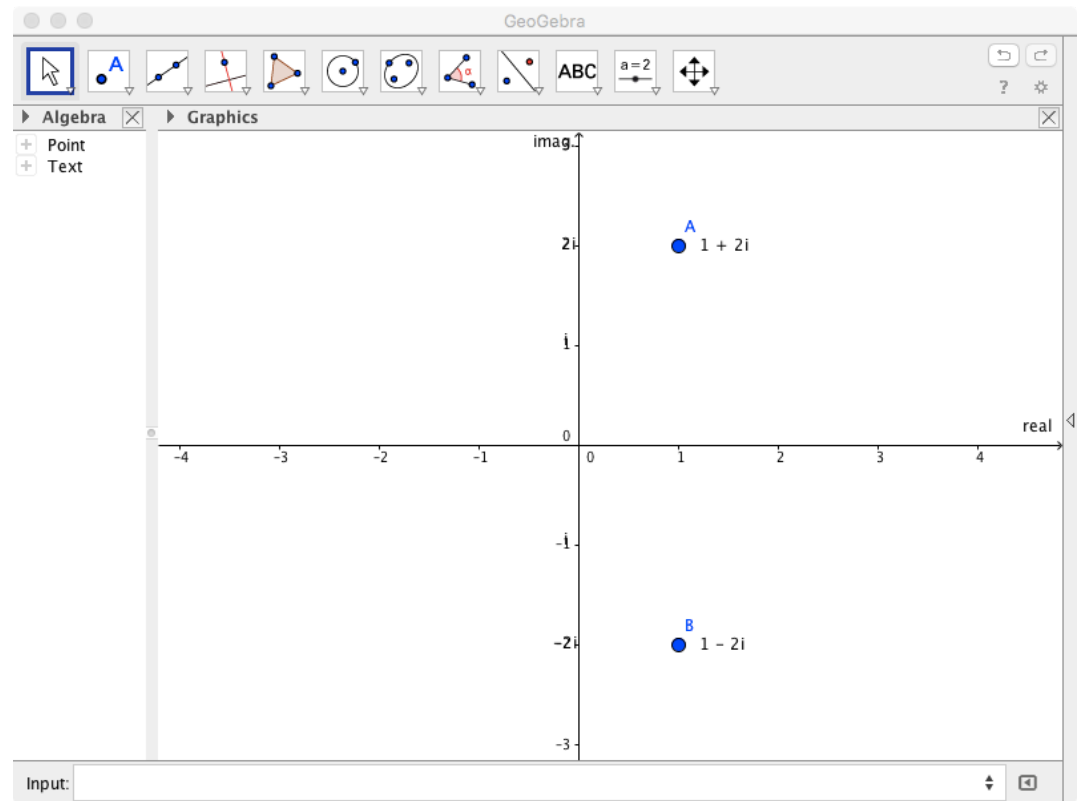 GeoGebra
A α ABC a=2 ?
Algebra Graphics
Point
Text
imag.
A
2i 1 + 2i
i
real
0
-4 -3 -2 -1 0 1 2 3 4
-1
B
-2i 1 - 2i
-3
Input: